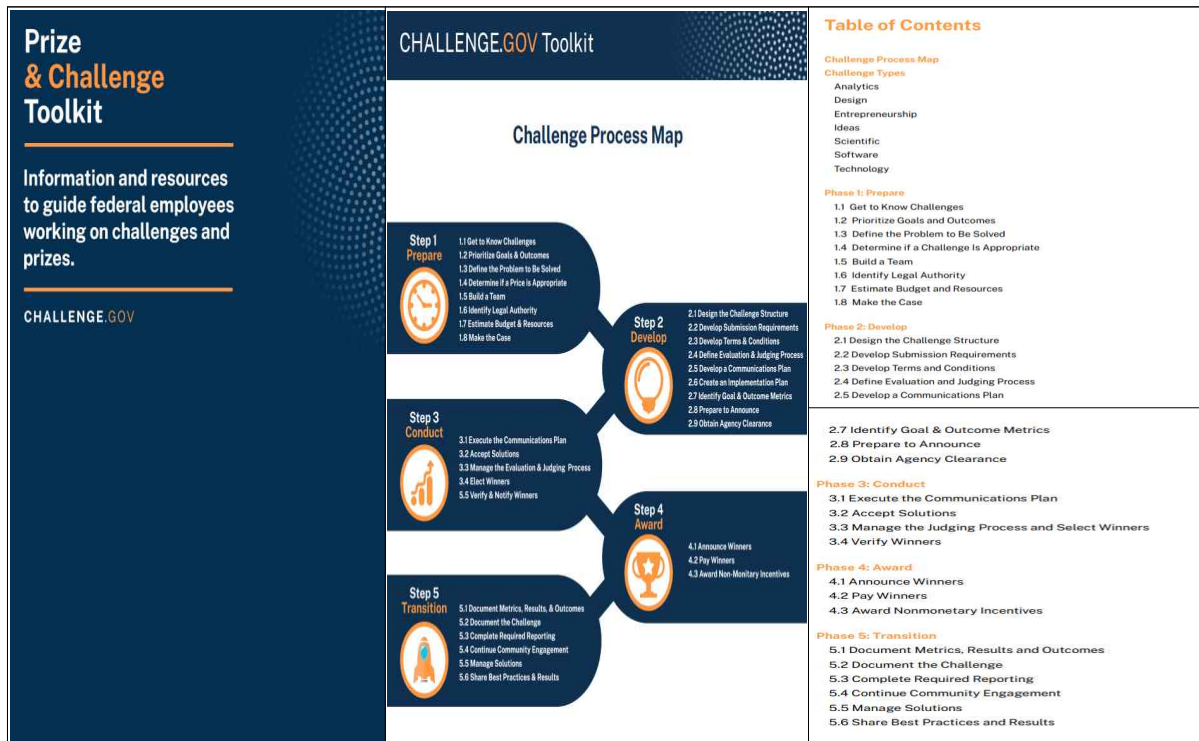 Prize
& Challenge
Toolkit
Information and resources
to guide federal employees
working on challenges and
prizes.
CHALLENGE.GOV
CHALLENGE.GOV Toolkit
Challenge Process Map
Step 1
Prepare
1.1 Get to Know Challenges
1.2 Prioritize Goals & Outcomes
1.3 Define the Problem to Be Solved
1.4 Determine if a Price is Appropriate
1.5 Build a Team
1.6 Identify Legal Authority
1.7 Estimate Budget & Resources
1.8 Make the Case
Step 2
Develop
2.1 Design the Challenge Structure
2.2 Develop Submission Requirements
2.3 Develop Terms & Conditions
2.4 Define Evaluation & Judging Process
2.5 Develop a Communications Plan
2.6 Create an Implementation Plan
2.7 Identify Goal & Outcome Metrics
2.8 Prepare to Announce
2.9 Obtain Agency Clearance
Step 3
Conduct
3.1 Execute the Communications Plan
3.2 Accept Solutions
3.3 Manage the Evaluation & Judging Process
3.4 Elect Winners
5.5 Verify & Notify Winners
Step 4
Award
4.1 Announce Winners
4.2 Pay Winners
4.3 Award Non-Monitary Incentives
Step 5
Transition
5.1 Document Metrics, Results, & Outcomes
5.2 Document the Challenge
5.3 Complete Required Reporting
5.4 Continue Community Engagement
5.5 Manage Solutions
5.6 Share Best Practices & Results
Table of Contents
Challenge Process Map
Challenge Types
Analytics
Design
Entrepreneurship
Ideas
Scientific
Software
Technology
Phase 1: Prepare
1.1 Get to Know Challenges
1.2 Prioritize Goals and Outcomes
1.3 Define the Problem to Be Solved
1.4 Determine if a Challenge Is Appropriate
1.5 Build a Team
1.6 Identify Legal Authority
1.7 Estimate Budget and Resources
1.8 Make the Case
Phase 2: Develop
2.1 Design the Challenge Structure
2.2 Develop Submission Requirements
2.3 Develop Terms and Conditions
2.4 Define Evaluation and Judging Process
2.5 Develop a Communications Plan
2.7 Identify Goal & Outcome Metrics
2.8 Prepare to Announce
2.9 Obtain Agency Clearance
Phase 3: Conduct
3.1 Execute the Communications Plan
3.2 Accept Solutions
3.3 Manage the Judging Process and Select Winners
3.4 Verify Winners
Phase 4: Award
4.1 Announce Winners
4.2 Pay Winners
4.3 Award Nonmonetary Incentives
Phase 5: Transition
5.1 Document Metrics, Results and Outcomes
5.2 Document the Challenge
5.3 Complete Required Reporting
5.4 Continue Community Engagement
5.5 Manage Solutions
5.6 Share Best Practices and Results